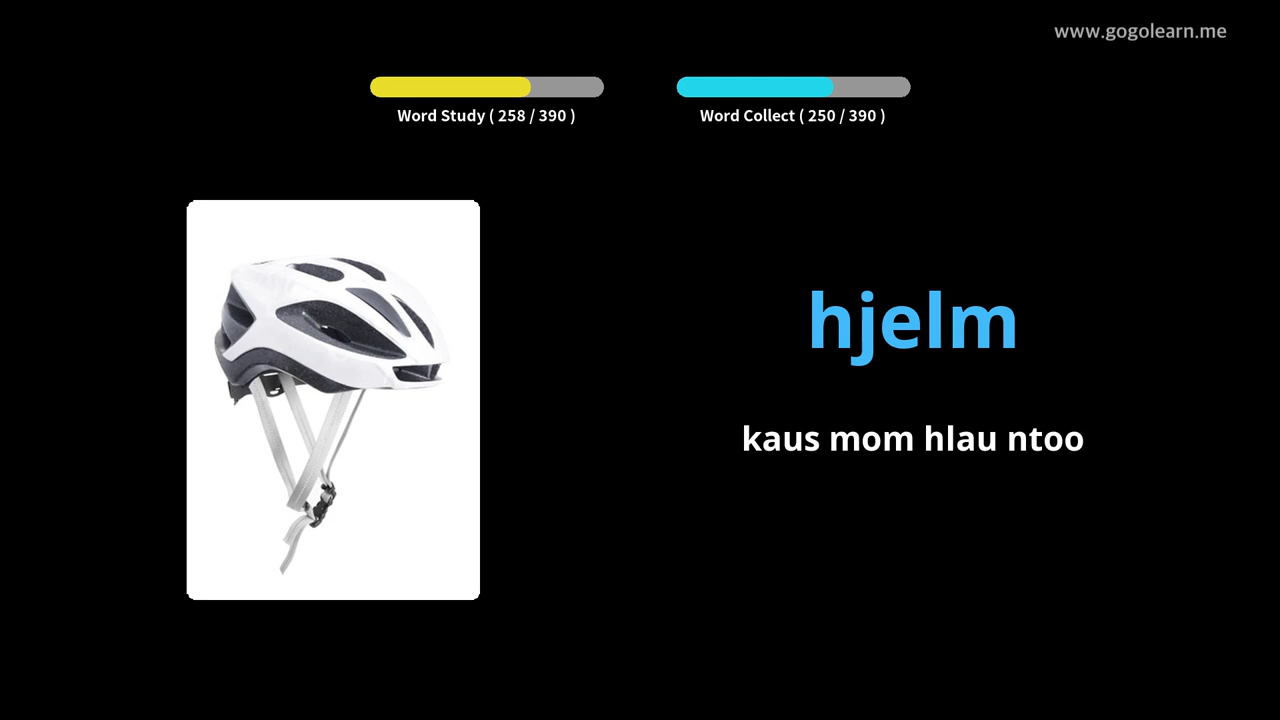 www.gogolearn.me
Word Study ( 258 / 390 )
Word Collect ( 250 / 390 )
hjelm
kaus mom hlau ntoo